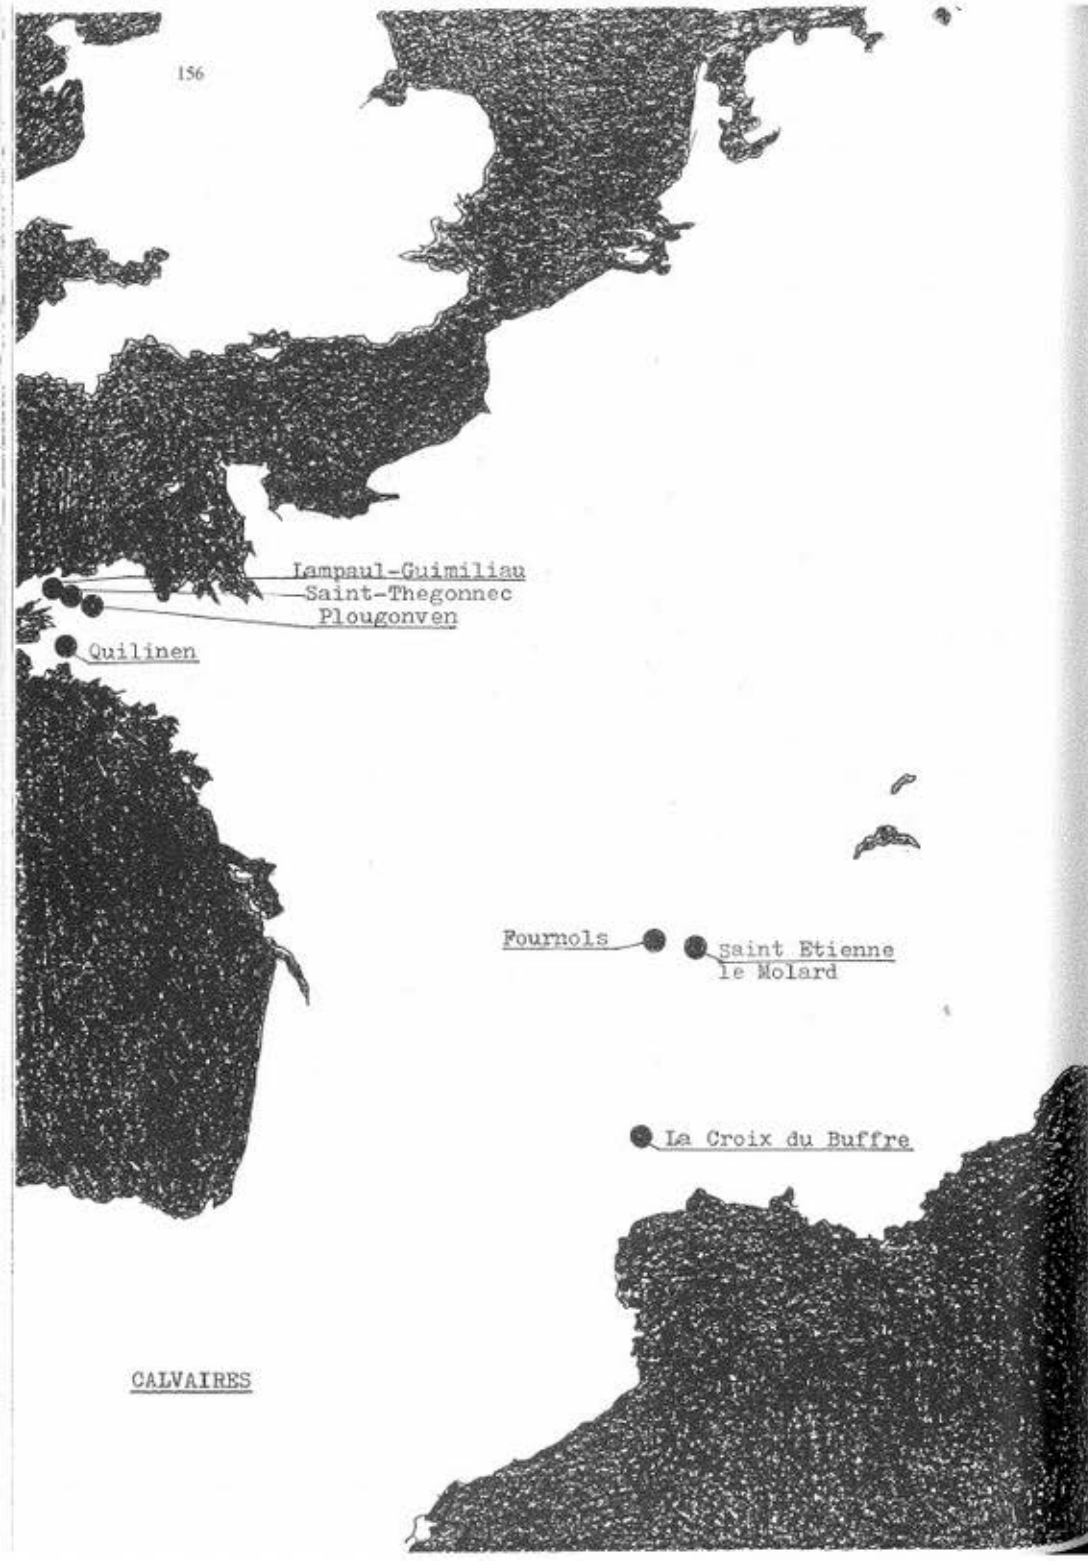 156
Lampaul-Guimiliau
Saint-Thegonnec
Plougonven
Quilinen
Fournols
Saint Etienne
le Molard
La Croix du Buffre
CALVAIRES